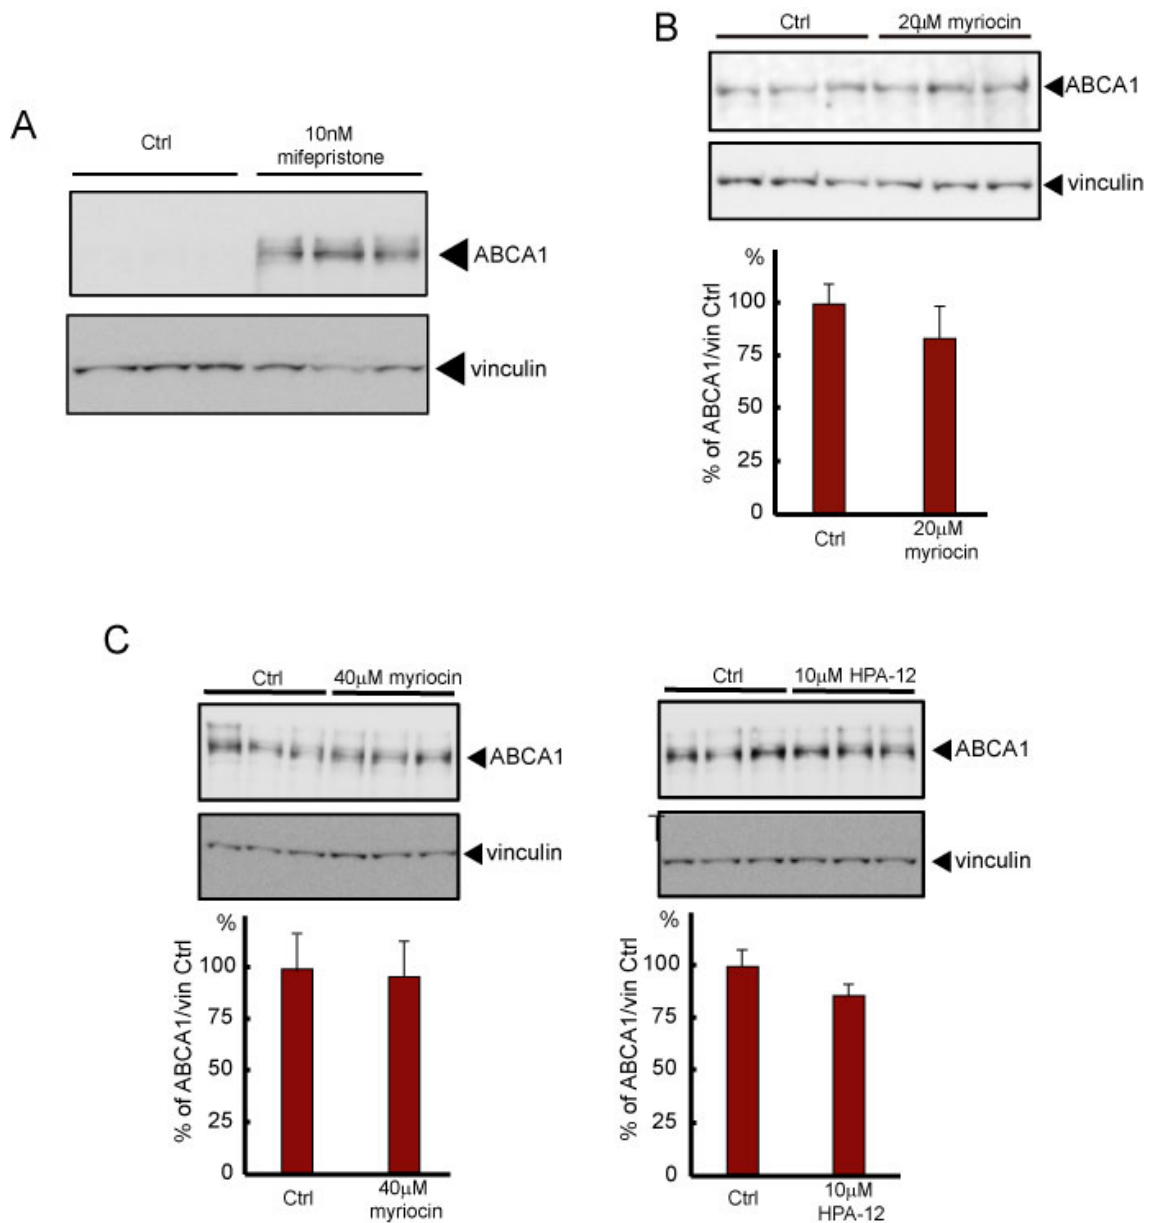 A
Ctrl
10nM
mifepristone
ABCA1
vinculin
B
Ctrl
20μM myriocin
ABCA1
vinculin
%
% of ABCA1/vin Ctrl
100
75
50
25
0
Ctrl
20μM
myriocin
C
Ctrl
40μM myriocin
ABCA1
vinculin
%
% of ABCA1/vin Ctrl
100
75
50
25
0
Ctrl
40μM
myriocin
Ctrl
10μM HPA-12
ABCA1
vinculin
%
% of ABCA1/vin Ctrl
100
75
50
25
0
Ctrl
10μM
HPA-12